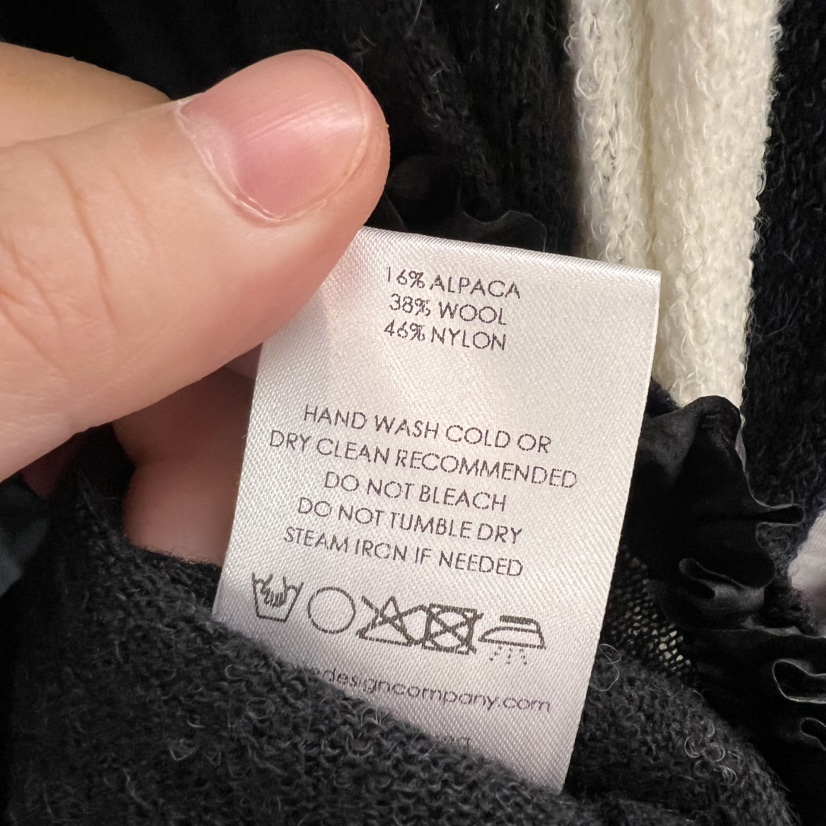 16% ALPACA
38% WOOL
46% NYLON
HAND WASH COLD OR
DRY CLEAN RECOMMENDED
DO NOT BLEACH
DO NOT TUMBLE DRY
STEAM IRON IF NEEDED
designcompany.com